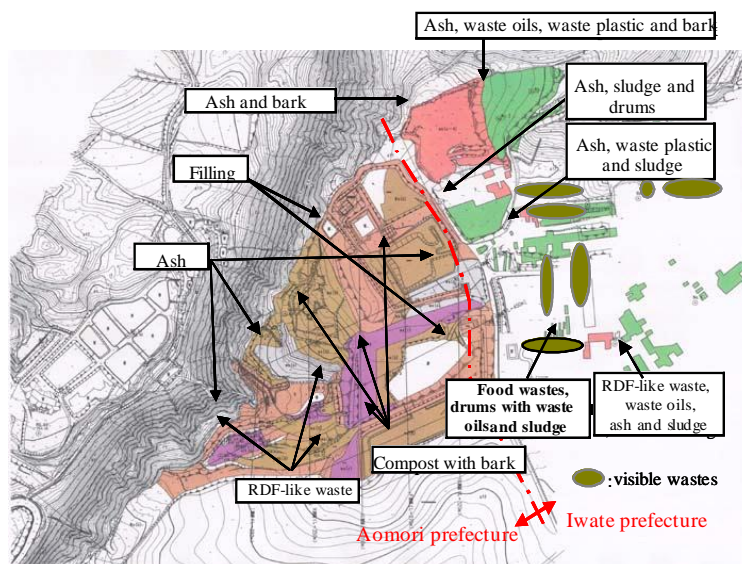 Ash, waste oils, waste plastic and bark
Ash and bark
Ash, sludge and
drums
Ash, waste plastic
and sludge
Filling
Ash
Food wastes,
drums with waste
oils and sludge
RDF-like waste,
waste oils,
ash and sludge
Compost with bark
RDF-like waste
:visible wastes
Aomori prefecture
Iwate prefecture